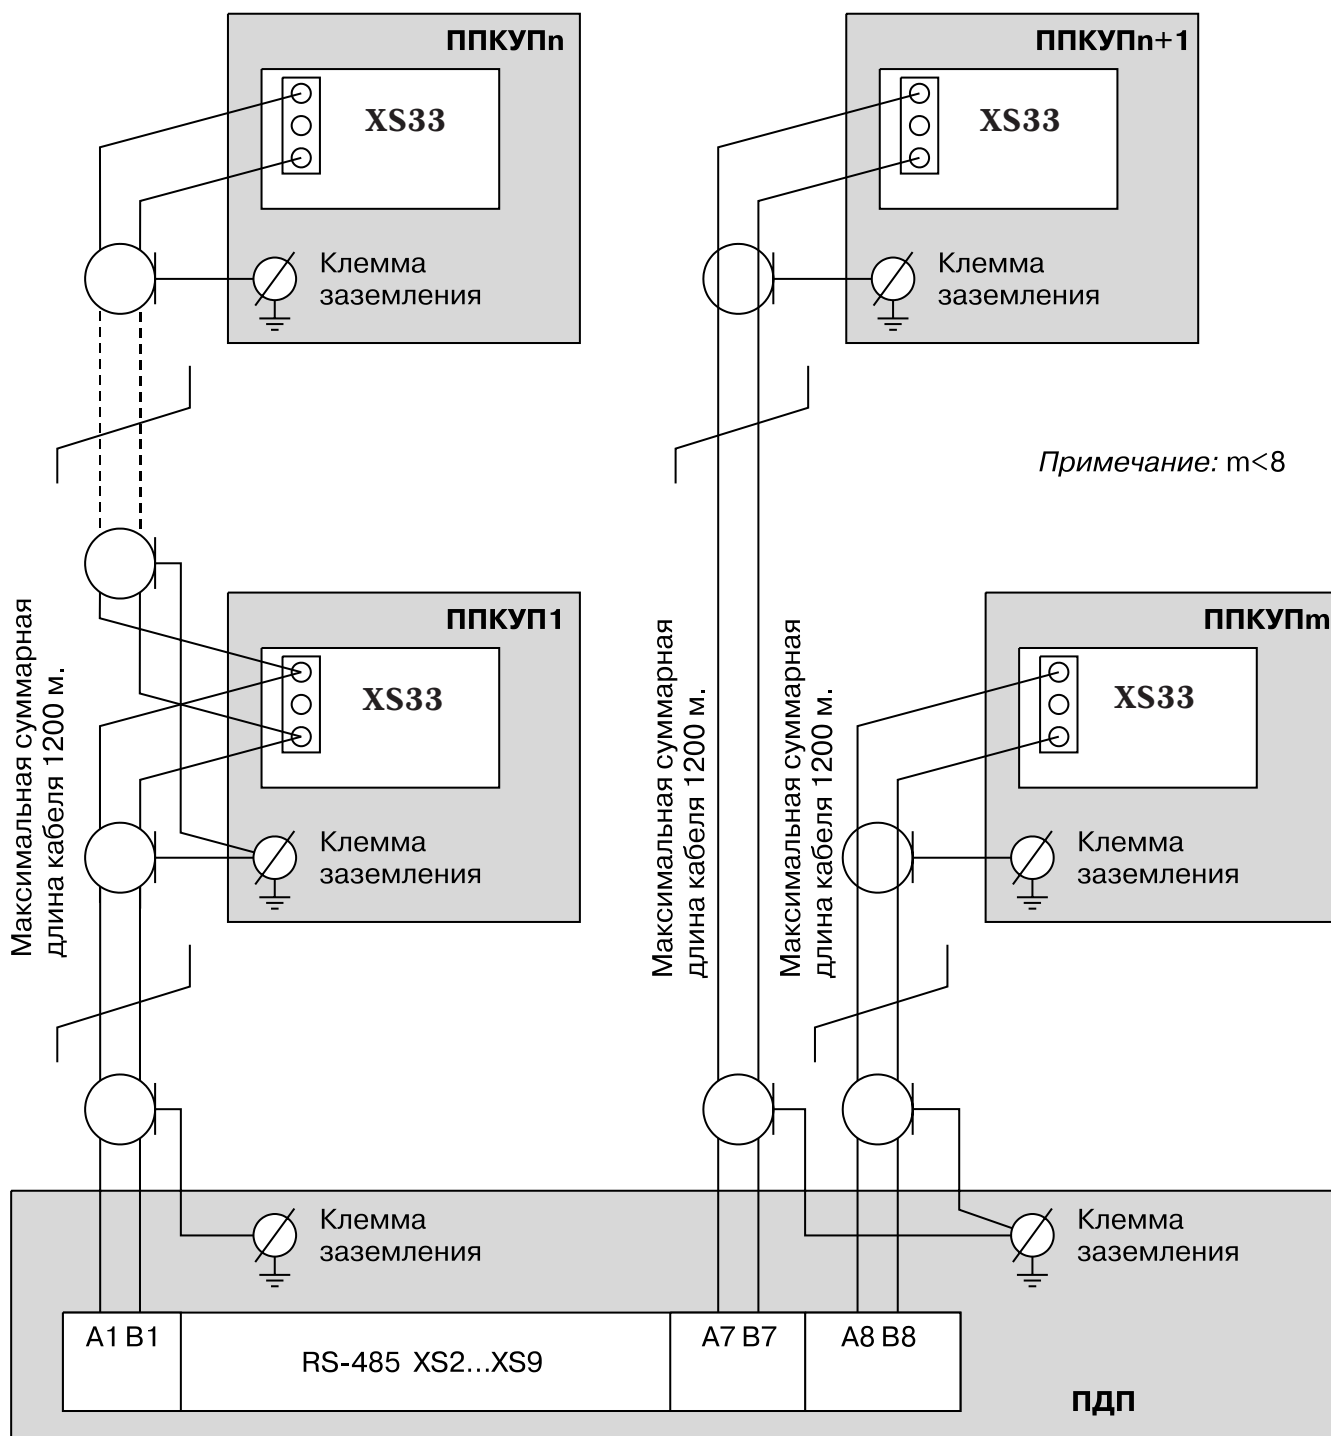 ППКУПn
XS33
Клемма
заземления
ППКУПn+1
XS33
Клемма
заземления
Примечание: m<8
Максимальная суммарная
длина кабеля 1200 м.
ППКУП1
XS33
Клемма
заземления
Максимальная суммарная
длина кабеля 1200 м.
Максимальная суммарная
длина кабеля 1200 м.
ППКУПm
XS33
Клемма
заземления
Клемма
заземления
Клемма
заземления
A1 B1
RS-485 XS2...XS9
A7 B7
A8 B8
ПДП